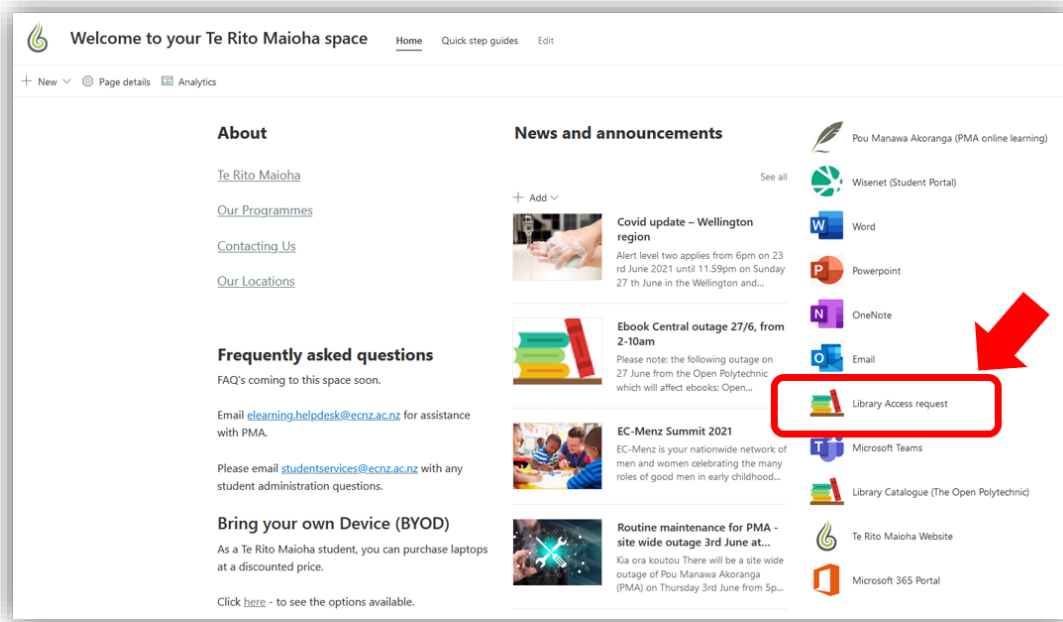 Welcome to your Te Rito Maioha space
Home
Quick step guides
Edit
New
Page details
Analytics
About
Te Rito Maioha
Our Programmes
Contacting Us
Our Locations
Frequently asked questions
FAQ's coming to this space soon.
Email elearning.helpdesk@ecnz.ac.nz for assistance
with PMA.
Please email studentservices@ecnz.ac.nz with any
student administration questions.
Bring your own Device (BYOD)
As a Te Rito Maioha student, you can purchase laptops
at a discounted price.
Click here - to see the options available.
News and announcements
See all
Add
Covid update – Wellington
region
Alert level two applies from 6pm on 23
rd June 2021 until 11.59pm on Sunday
27 th June in the Wellington and...
Ebook Central outage 27/6, from
2-10am
Please note: the following outage on
27 June from the Open Polytechnic
which will affect ebooks: Open...
EC-Menz Summit 2021
EC-Menz is your nationwide network of
men and women celebrating the many
roles of good men in early childhood...
Routine maintenance for PMA -
site wide outage 3rd June at...
Kia ora koutou There will be a site wide
outage of Pou Manawa Akoranga
(PMA) on Thursday 3rd June from 5p...
Pou Manawa Akoranga (PMA online learning)
Wisenet (Student Portal)
W
Word
P
Powerpoint
N
OneNote
O
Email
Library Access request
T
Microsoft Teams
Library Catalogue (The Open Polytechnic)
Te Rito Maioha Website
Microsoft 365 Portal